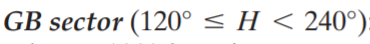 GB sector (120° ≤ H < 240°):